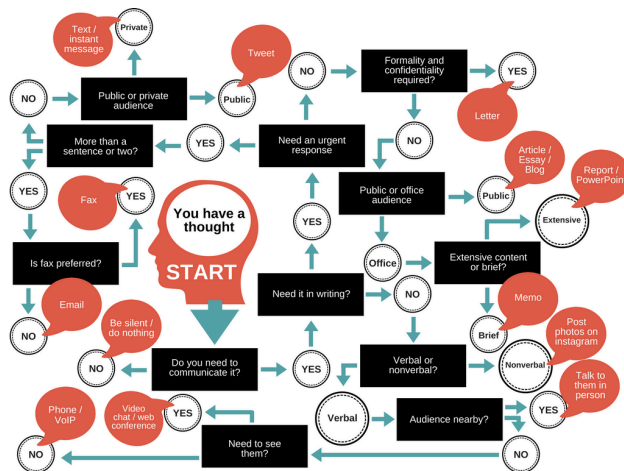 Text /
instant
message
Private
Tweet
NO
Public or private
audience
Public
NO
Formality and
confidentiality
required?
YES
Letter
More than a
sentence or two?
YES
Need an urgent
response
NO
Article /
Essay /
Blog
Report /
PowerPoint
YES
Fax
YES
You have a
thought
START
YES
Public or office
audience
Public
Extensive
Is fax preferred?
Office
Extensive content
or brief?
Need it in writing?
NO
Email
NO
Be silent /
do nothing
NO
Do you need to
communicate it?
YES
Memo
Brief
Post
photos on
instagram
Verbal or
nonverbal?
Nonverbal
Talk to
them in
person
Phone /
VoIP
Video
chat / web
conference
YES
Verbal
Audience nearby?
YES
NO
Need to see
them?
NO